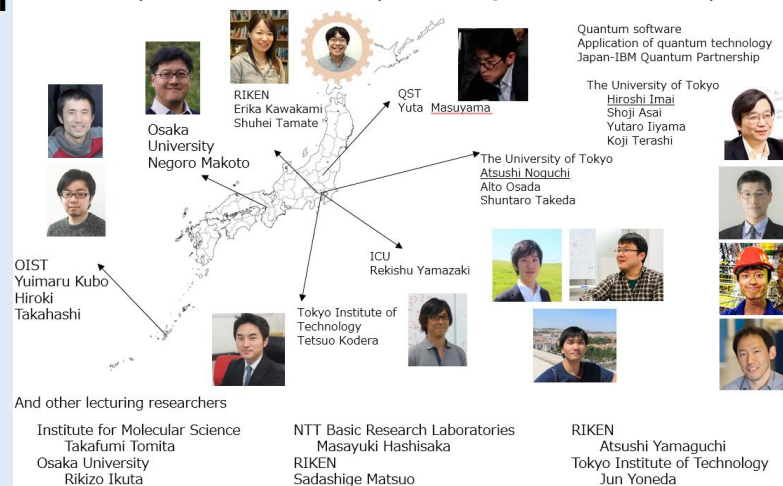 Quantum software
Application of quantum technology
Japan-IBM Quantum Partnership
The University of Tokyo
Hiroshi Imai
Shoji Asai
Yutaro Iiyama
Koji Terashi
RIKEN
Erika Kawakami
Shuhei Tamate
QST
Yuta Masuyama
Osaka
University
Negoro Makoto
The University of Tokyo
Atsushi Noguchi
Alto Osada
Shuntaro Takeda
ICU
Rekishu Yamazaki
OIST
Yuimaru Kubo
Hiroki
Takahashi
Tokyo Institute of
Technology
Tetsuo Kodera
And other lecturing researchers
Institute for Molecular Science
Takafumi Tomita
Osaka University
Rikizo Ikuta
NTT Basic Research Laboratories
Masayuki Hashisaka
RIKEN
Sadashige Matsuo
RIKEN
Atsushi Yamaguchi
Tokyo Institute of Technology
Jun Yoneda